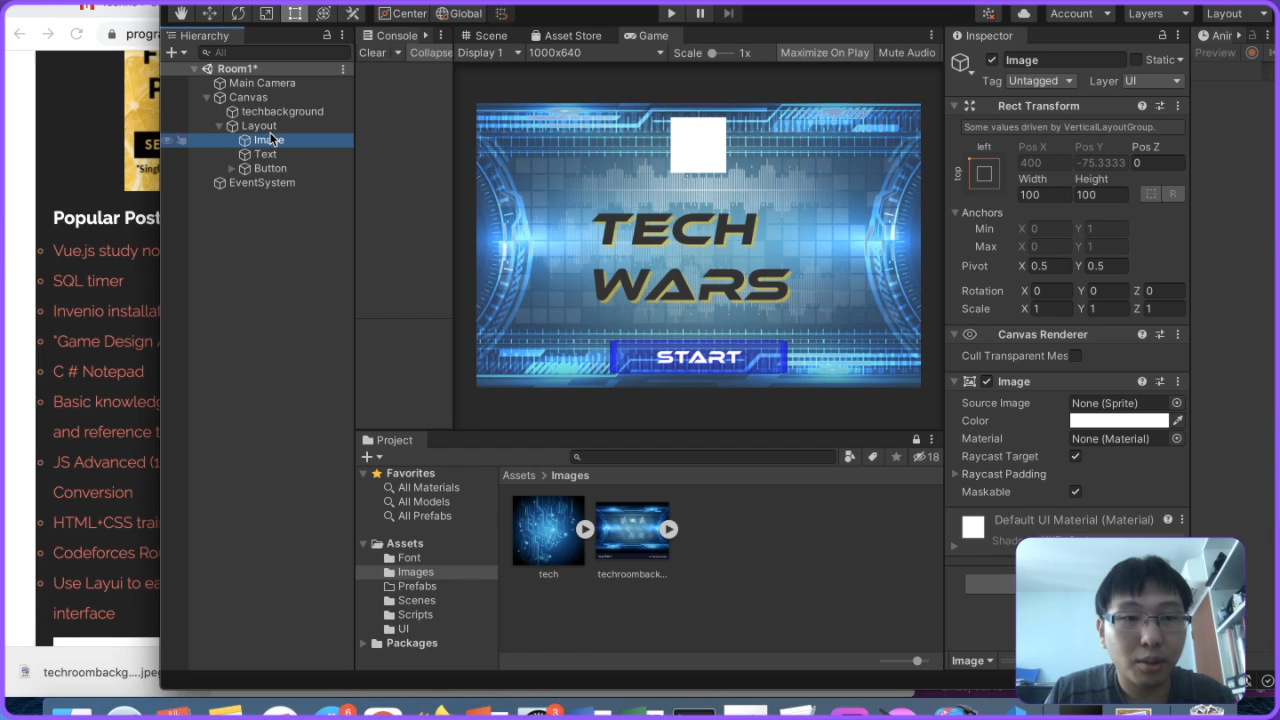 Center
Global
Account
Layers
Layout
Hierarchy
Console
Scene
Asset Store
Game
Inspector
All
Clear
Collapse
Display 1
1000x640
Scale
1x
Maximize On Play
Mute Audio
Preview
Room1*
Main Camera
Canvas
techbackground
Layout
Image
Text
Button
EventSystem
progra
SE
*Singl
Popular Post
Vue.js study no
SQL timer
Invenio installat
"Game Design
C # Notepad
Basic knowledg
and reference t
JS Advanced (1
Conversion
HTML+CSS trai
Codeforces Ro
Use Layui to ea
interface
techroombackg....jpeg
TECH
WARS
START
Image
Static
Tag Untagged Layer UI
Rect Transform
Some values driven by VerticalLayoutGroup.
left
Pos X Pos Y Pos Z
top
400 -75.3333 0
Width Height
100 100
R
Anchors
Min X 0 Y 1
Max X 0 Y 1
Pivot X 0.5 Y 0.5
Rotation X 0 Y 0 Z 0
Scale X 1 Y 1 Z 1
Canvas Renderer
Cull Transparent Mes
Image
Source Image None (Sprite)
Color
Material None (Material)
Raycast Target
Raycast Padding
Maskable
Default UI Material (Material)
Image
Project
18
Favorites
All Materials
All Models
All Prefabs
Assets
Font
Images
Prefabs
Scenes
Scripts
UI
Packages
Assets > Images
tech
techroomback...
6
3